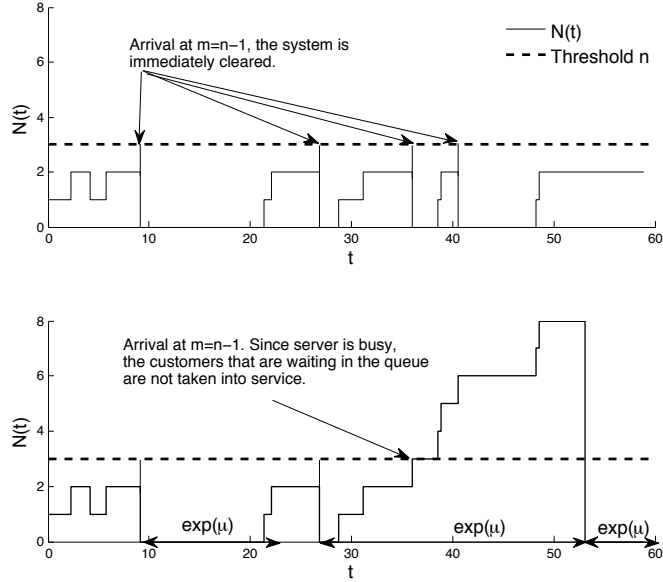 8
6
4
2
0
N(t)
Arrival at m=n−1, the system is
immediately cleared.
N(t)
Threshold n
0 10 20 30 40 50 60
t
8
6
4
2
0
N(t)
Arrival at m=n−1. Since server is busy,
the customers that are waiting in the queue
are not taken into service.
exp(μ) exp(μ) exp(μ)
0 10 20 30 40 50 60
t